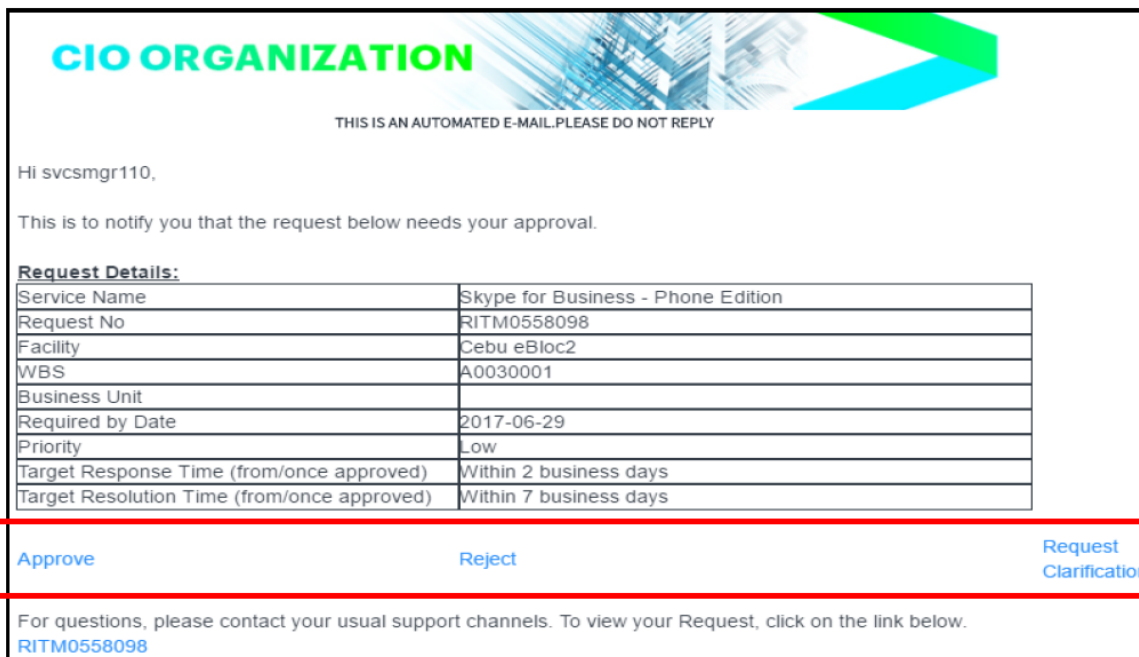 CIO ORGANIZATION
THIS IS AN AUTOMATED E-MAIL.PLEASE DO NOT REPLY
Hi svcsmgr110,
This is to notify you that the request below needs your approval.
Request Details:
Service Name Skype for Business - Phone Edition
Request No RITM0558098
Facility Cebu eBloc2
WBS A0030001
Business Unit
Required by Date 2017-06-29
Priority Low
Target Response Time (from/once approved) Within 2 business days
Target Resolution Time (from/once approved) Within 7 business days
Approve Reject Request
Clarification
For questions, please contact your usual support channels. To view your Request, click on the link below.
RITM0558098